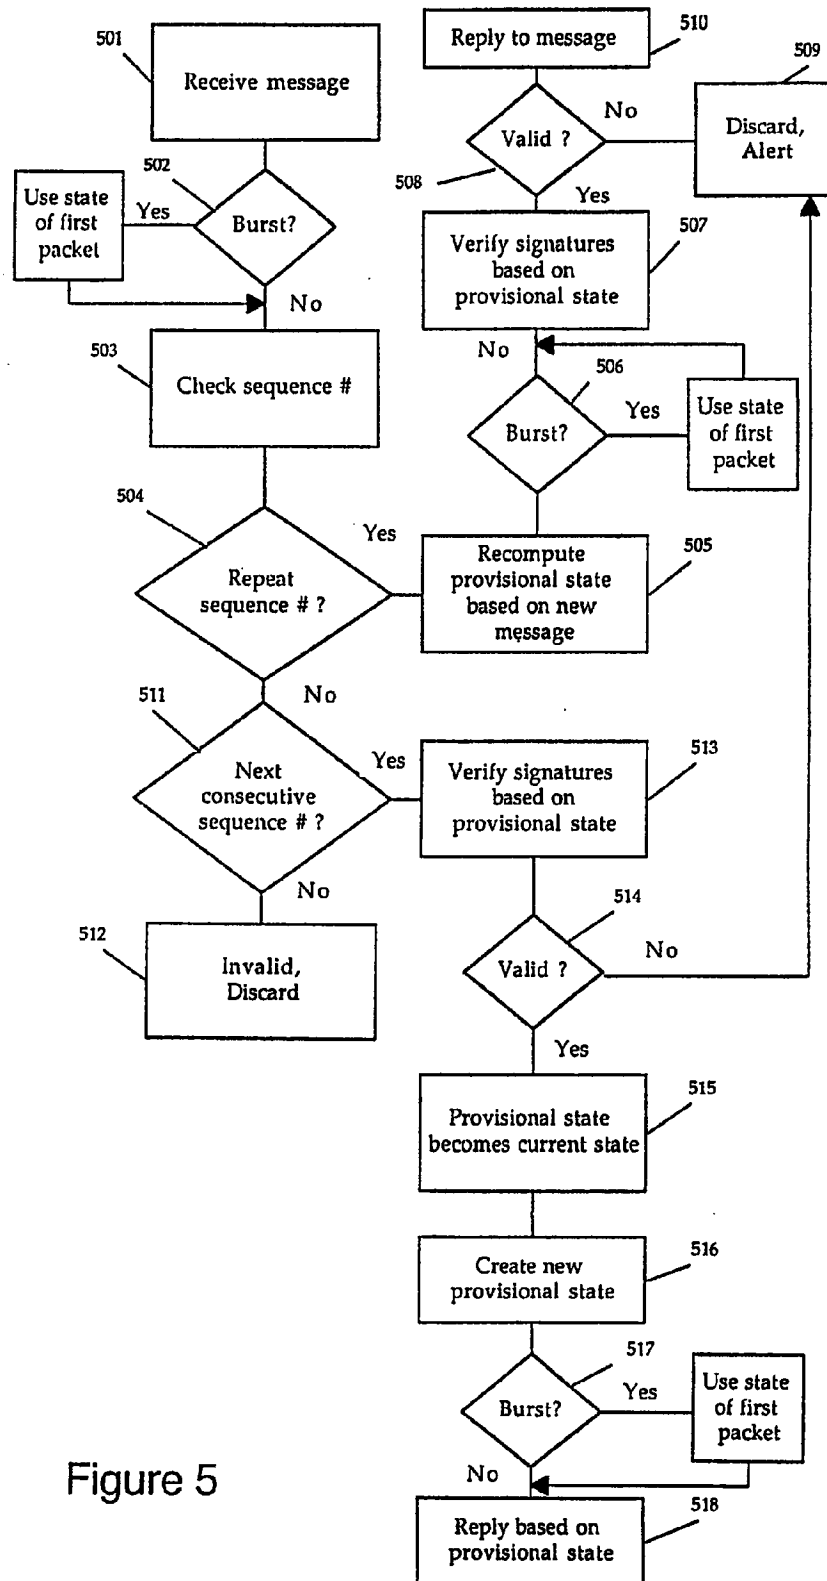 501
Receive message
502
Use state
of first
packet
Yes
Burst?
No
503
Check sequence #
504
Repeat
sequence # ?
Yes
No
511
Next
consecutive
sequence # ?
Yes
No
512
Invalid,
Discard
510
Reply to message
509
Discard,
Alert
No
Valid ?
508
Yes
507
Verify signatures
based on
provisional state
No
506
Burst?
Yes
Use state
of first
packet
505
Recompute
provisional state
based on new
message
513
Verify signatures
based on
provisional state
514
Valid ?
No
Yes
515
Provisional state
becomes current state
516
Create new
provisional state
517
Burst?
Yes
Use state
of first
packet
No
518
Reply based on
provisional state
Figure 5